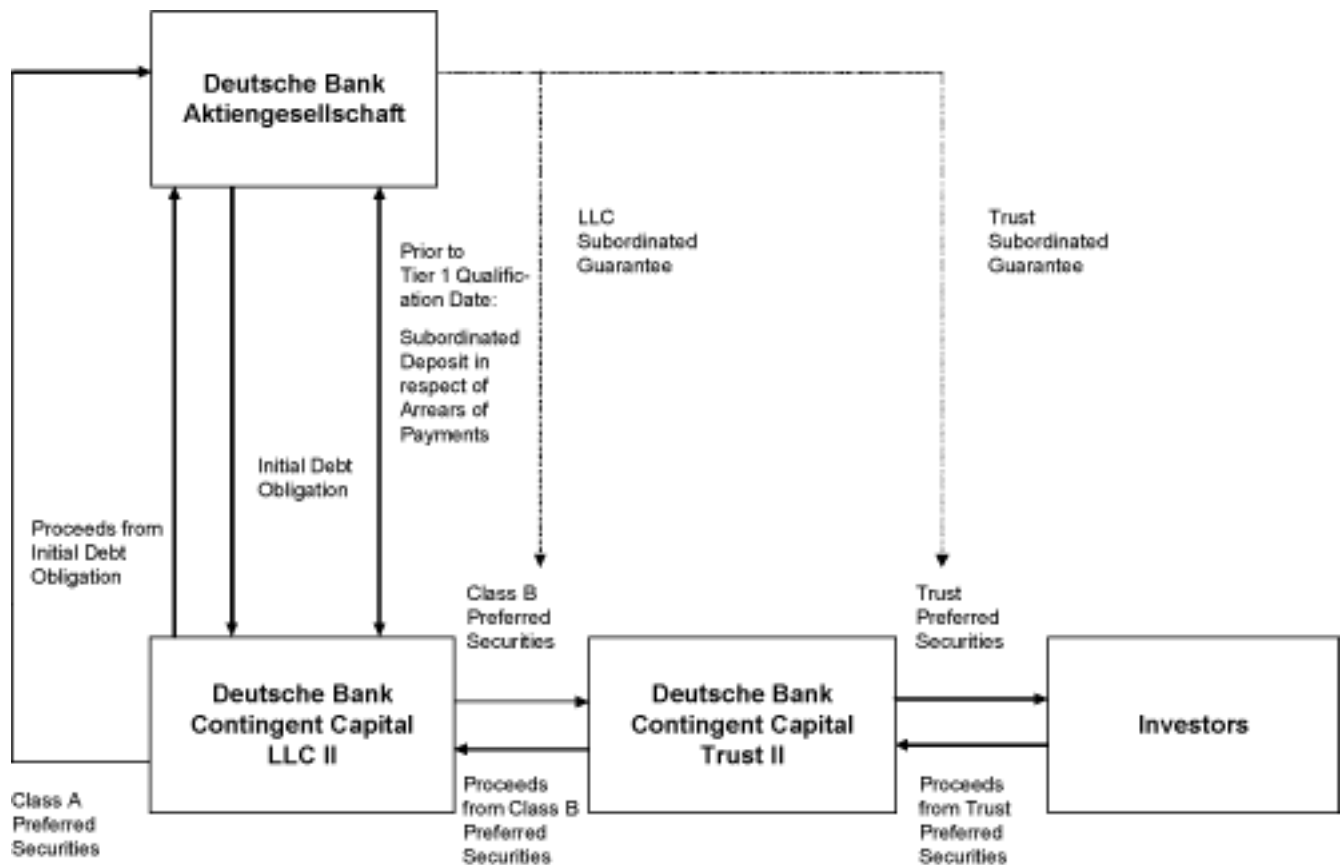 Deutsche Bank
Aktiengesellschaft
LLC
Subordinated
Guarantee
Trust
Subordinated
Guarantee
Prior to
Tier 1 Qualific-
ation Date:
Subordinated
Deposit in
respect of
Arrears of
Payments
Initial Debt
Obligation
Proceeds from
Initial Debt
Obligation
Class B
Preferred
Securities
Trust
Preferred
Securities
Deutsche Bank
Contingent Capital
LLC II
Deutsche Bank
Contingent Capital
Trust II
Investors
Class A
Preferred
Securities
Proceeds
from Class B
Preferred
Securities
Proceeds
from Trust
Preferred
Securities